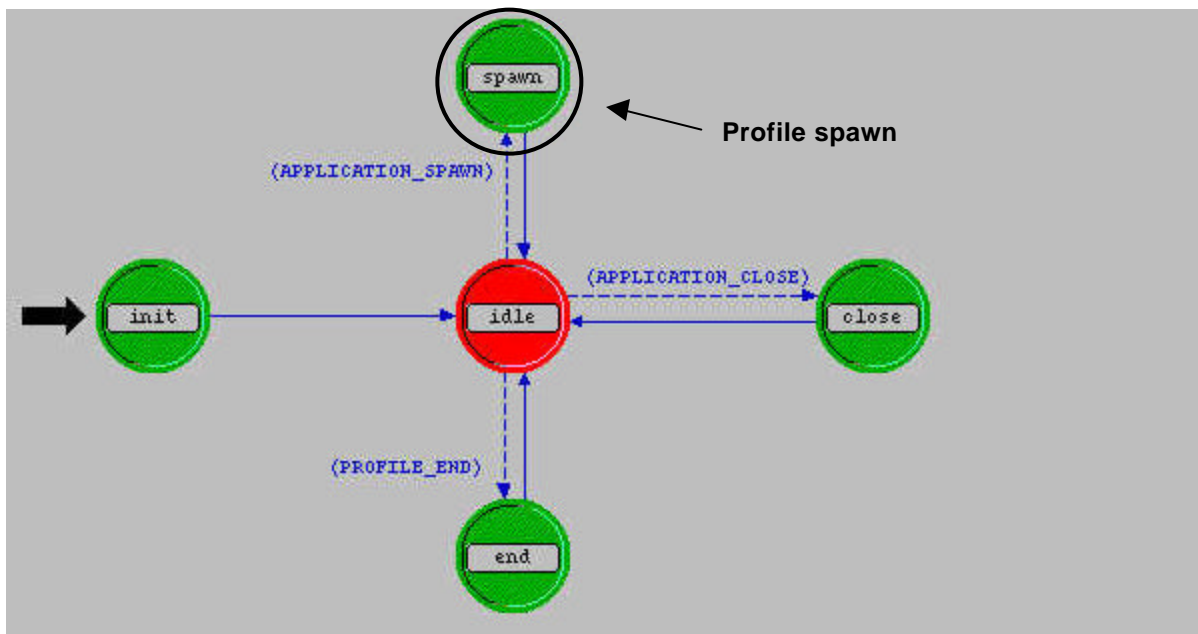 spawn
Profile spawn
(APPLICATION_SPAWN)
(APPLICATION_CLOSE)
init
idle
close
(PROFILE_END)
end